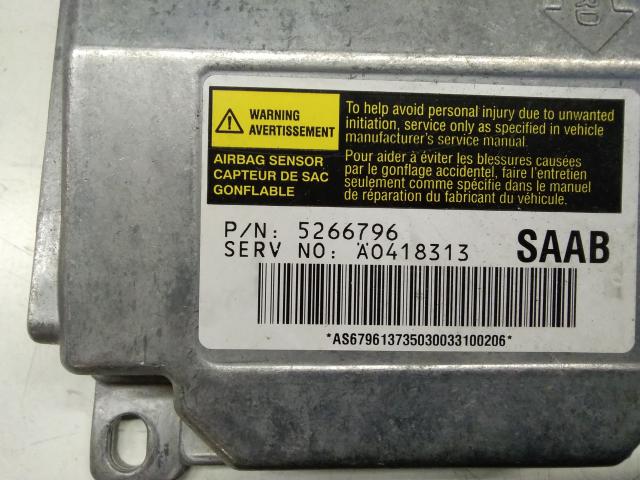 RD
WARNING
AVERTISSEMENT
AIRBAG SENSOR
CAPTEUR DE SAC
GONFLABLE
To help avoid personal injury due to unwanted
initiation, service only as specified in vehicle
manufacturer's service manual.
Pour aider à éviter les blessures causées
par le gonflage accidentel, faire l'entretien
seulement comme spécifie dans le manuel
de réparation du fabricant du véhicule.
P/N: 5266796
SERV NO: A0418313
SAAB
*AS679613735030033100206*